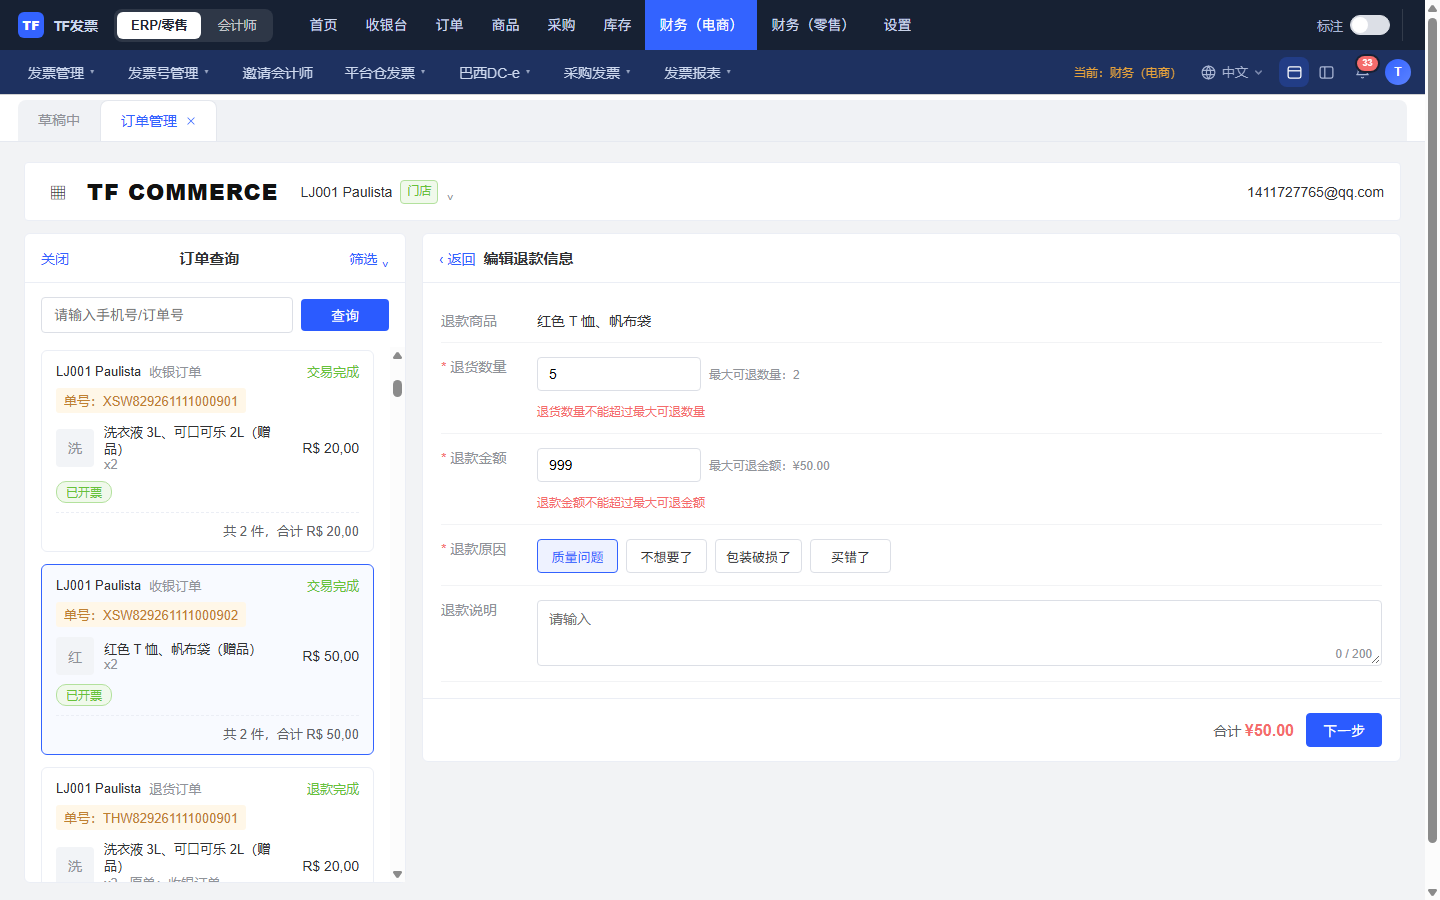 TF TF发票 ERP/零售 会计师 首页 收银台 订单 商品 采购 库存 财务（电商） 财务（零售） 设置 标注
发票管理 发票号管理 邀请会计师 平台仓发票 巴西DC-e 采购发票 发票报表 当前：财务（电商） 中文 33 T
草稿中 订单管理 ×
TF COMMERCE LJ001 Paulista 门店 1411727765@qq.com
关闭 订单查询 筛选
请输入手机号/订单号 查询
LJ001 Paulista 收银订单 交易完成
单号：XSW829261111000901
洗 洗衣液 3L、可口可乐 2L（赠品） R$ 20,00
x2
已开票
共 2 件，合计 R$ 20,00
LJ001 Paulista 收银订单 交易完成
单号：XSW829261111000902
红 红色 T 恤、帆布袋（赠品） R$ 50,00
x2
已开票
共 2 件，合计 R$ 50,00
LJ001 Paulista 退货订单 退款完成
单号：THW829261111000901
洗 洗衣液 3L、可口可乐 2L（赠品） R$ 20,00
‹ 返回 编辑退款信息
退款商品 红色 T 恤、帆布袋
* 退货数量 5 最大可退数量：2
退货数量不能超过最大可退数量
* 退款金额 999 最大可退金额：¥50.00
退款金额不能超过最大可退金额
* 退款原因 质量问题 不想要了 包装破损了 买错了
退款说明 请输入
0 / 200
合计 ¥50.00 下一步